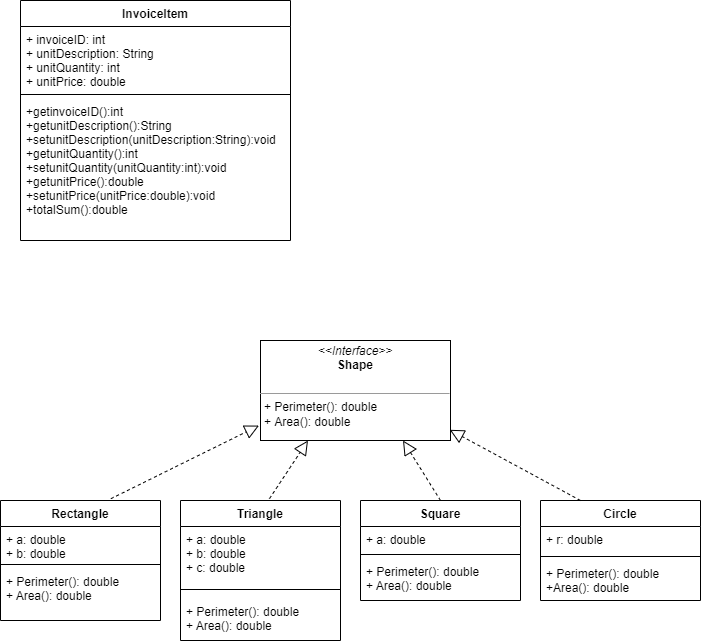 InvoiceItem
+ invoiceID: int
+ unitDescription: String
+ unitQuantity: int
+ unitPrice: double
+getinvoiceID():int
+getunitDescription():String
+setunitDescription(unitDescription:String):void
+getunitQuantity():int
+setunitQuantity(unitQuantity:int):void
+getunitPrice():double
+setunitPrice(unitPrice:double):void
+totalSum():double
<<Interface>>
Shape
+ Perimeter(): double
+ Area(): double
Rectangle
+ a: double
+ b: double
+ Perimeter(): double
+ Area(): double
Triangle
+ a: double
+ b: double
+ c: double
+ Perimeter(): double
+ Area(): double
Square
+ a: double
+ Perimeter(): double
+ Area(): double
Circle
+ r: double
+ Perimeter(): double
+Area(): double